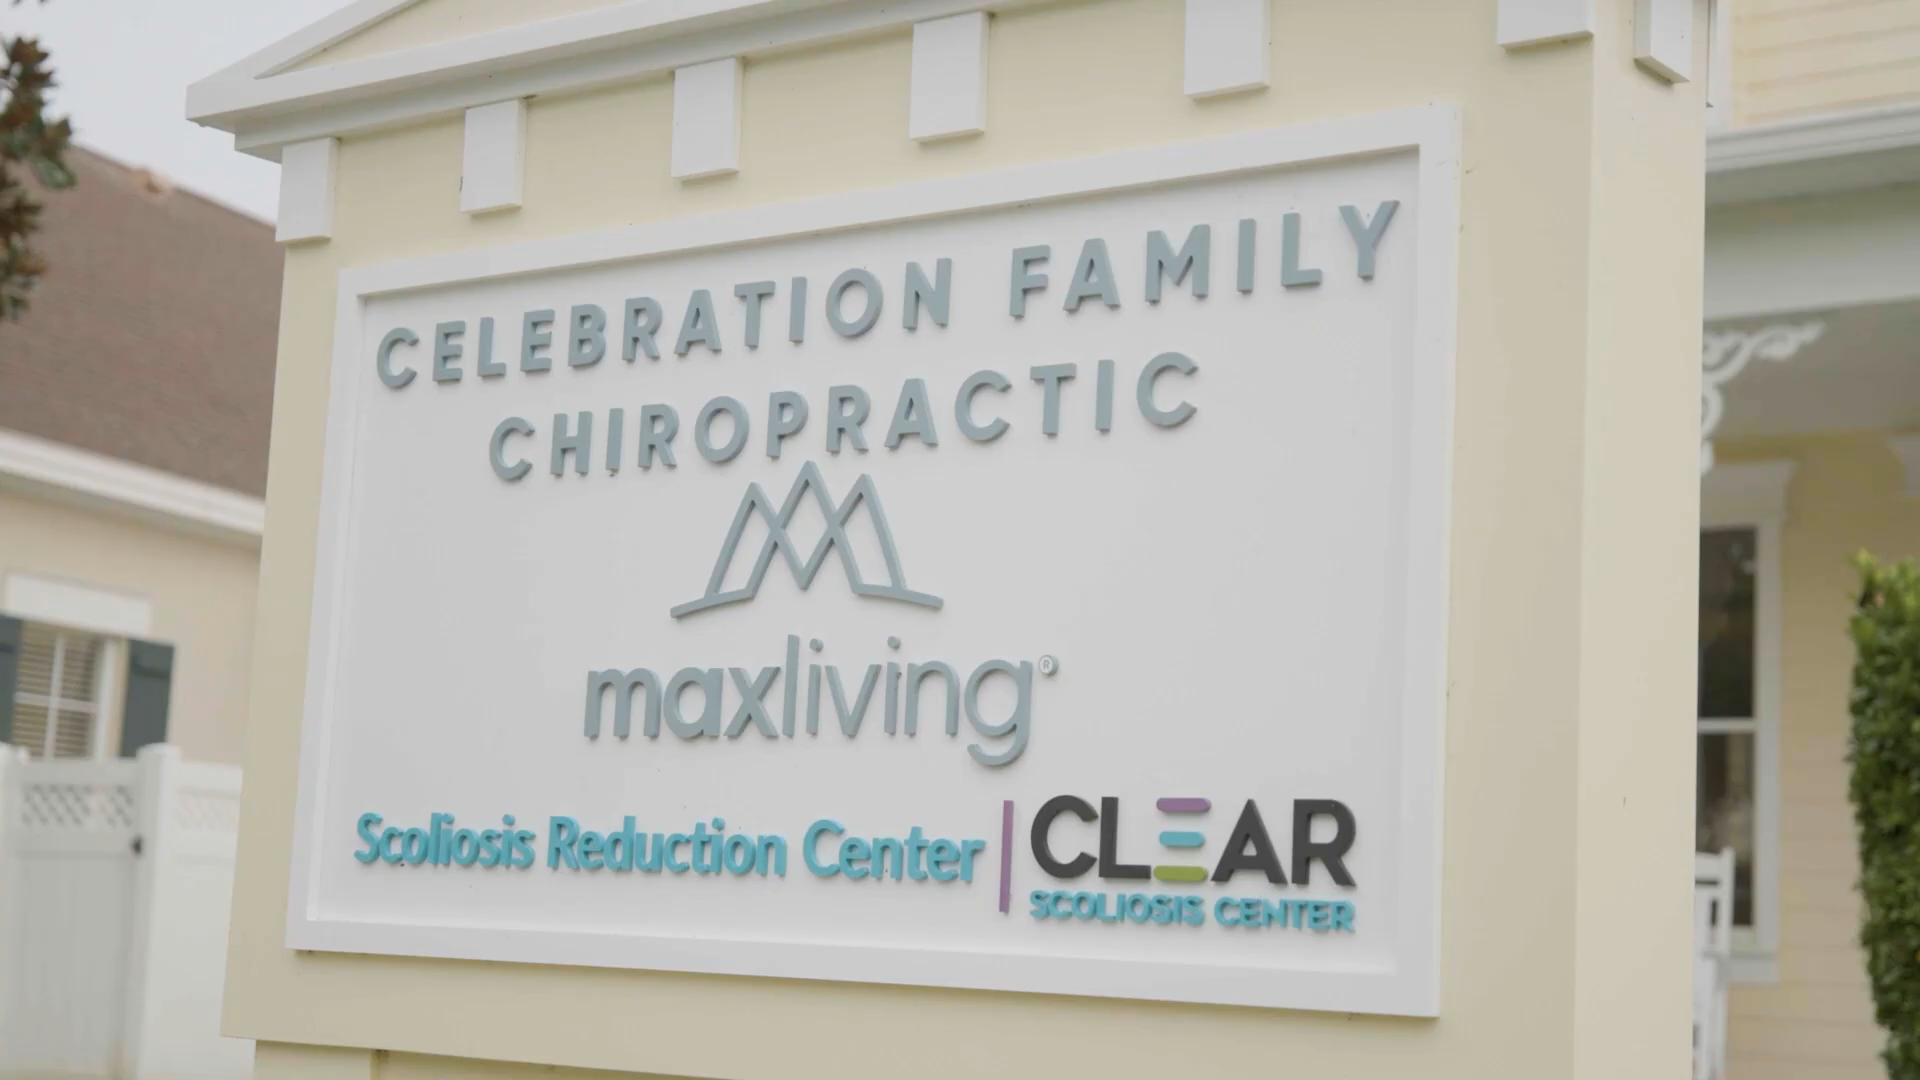 CELEBRATION FAMILY
CHIROPRACTIC
maxliving®
Scoliosis Reduction Center
CLEAR
SCOLIOSIS CENTER